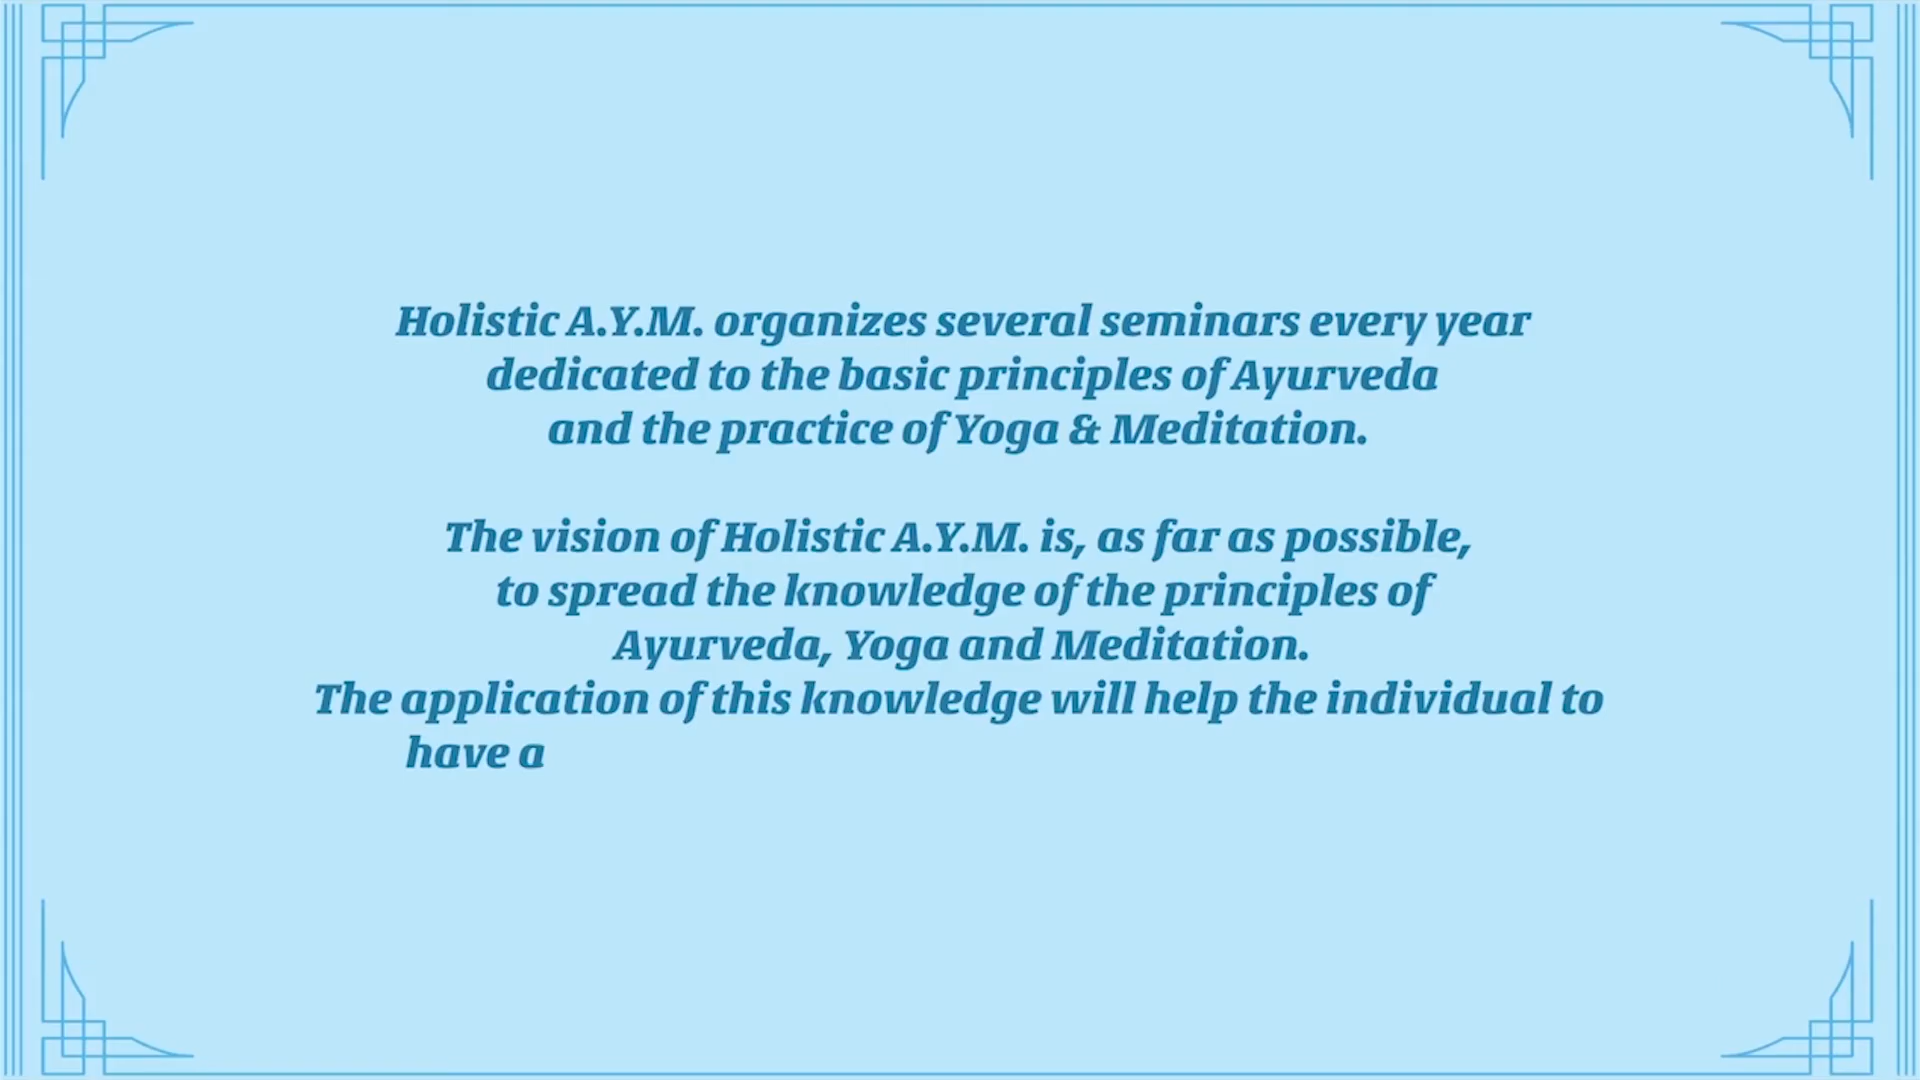 Holistic A.Y.M. organizes several seminars every year
dedicated to the basic principles of Ayurveda
and the practice of Yoga & Meditation.
The vision of Holistic A.Y.M. is, as far as possible,
to spread the knowledge of the principles of
Ayurveda, Yoga and Meditation.
The application of this knowledge will help the individual to
have a